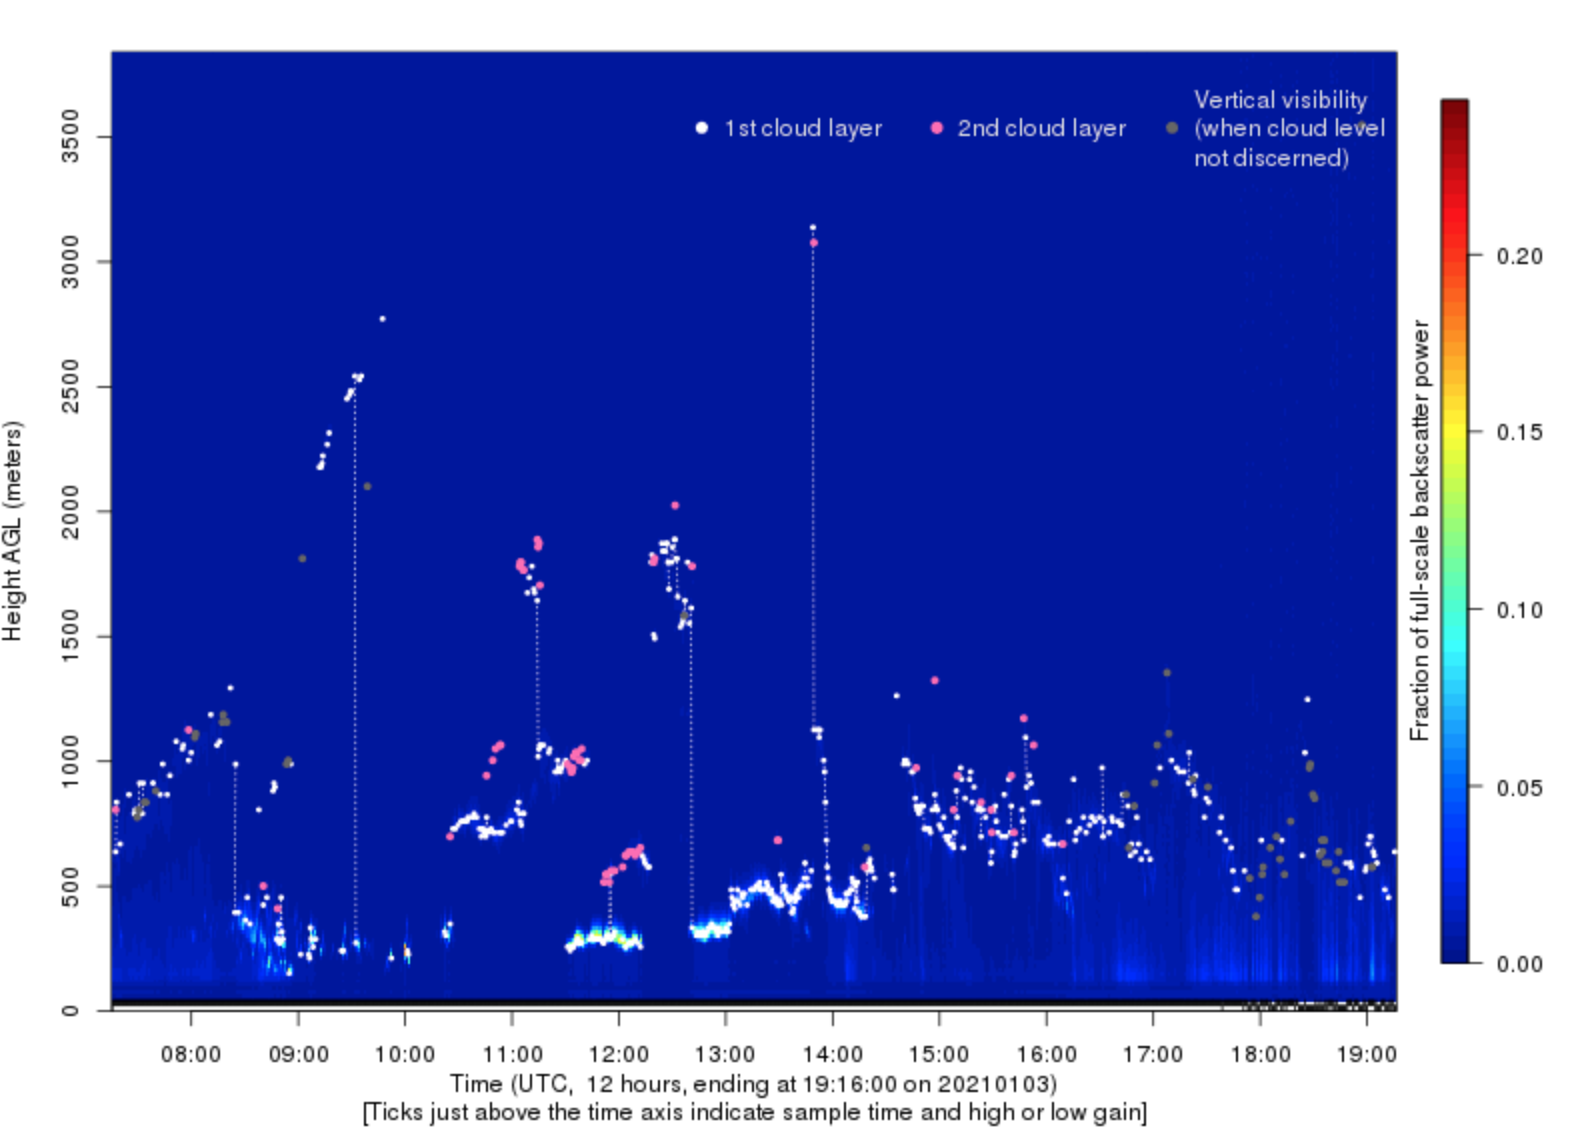 Vertical visibility
1st cloud layer
2nd cloud layer
(when cloud level
not discerned)
Height AGL (meters)
3500
3000
2500
2000
1500
1000
500
0
08:00
09:00
10:00
11:00
12:00
13:00
14:00
15:00
16:00
17:00
18:00
19:00
Time (UTC,  12 hours, ending at 19:16:00 on 20210103)
[Ticks just above the time axis indicate sample time and high or low gain]
Fraction of full-scale backscatter power
0.20
0.15
0.10
0.05
0.00